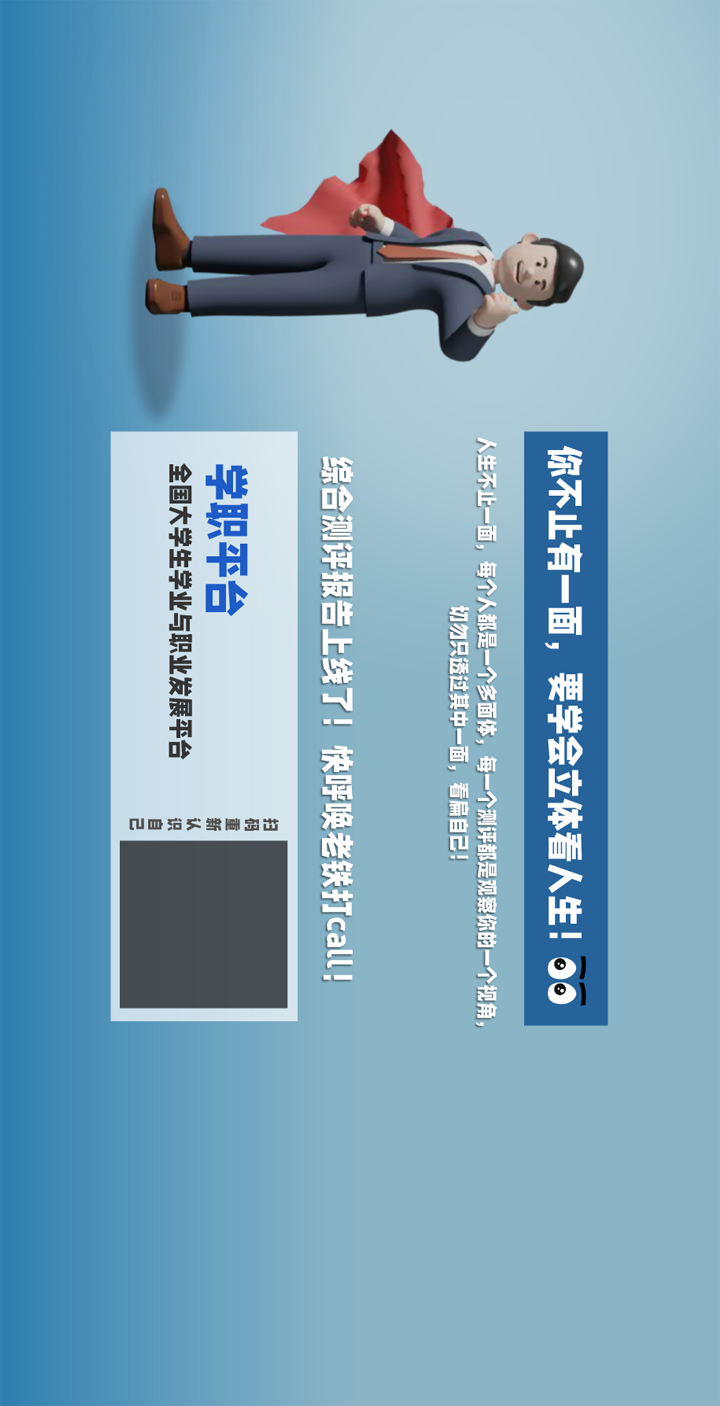 你不止有一面，要学会立体看人生！
人生不止一面，每个人都是一个多面体，每一个测评都是观察你的一个视角，
切勿只透过其中一面，看扁自己！
综合测评报告上线了！快呼唤老铁打call！
学职平台
全国大学生学业与职业发展平台
扫码重新认识自己